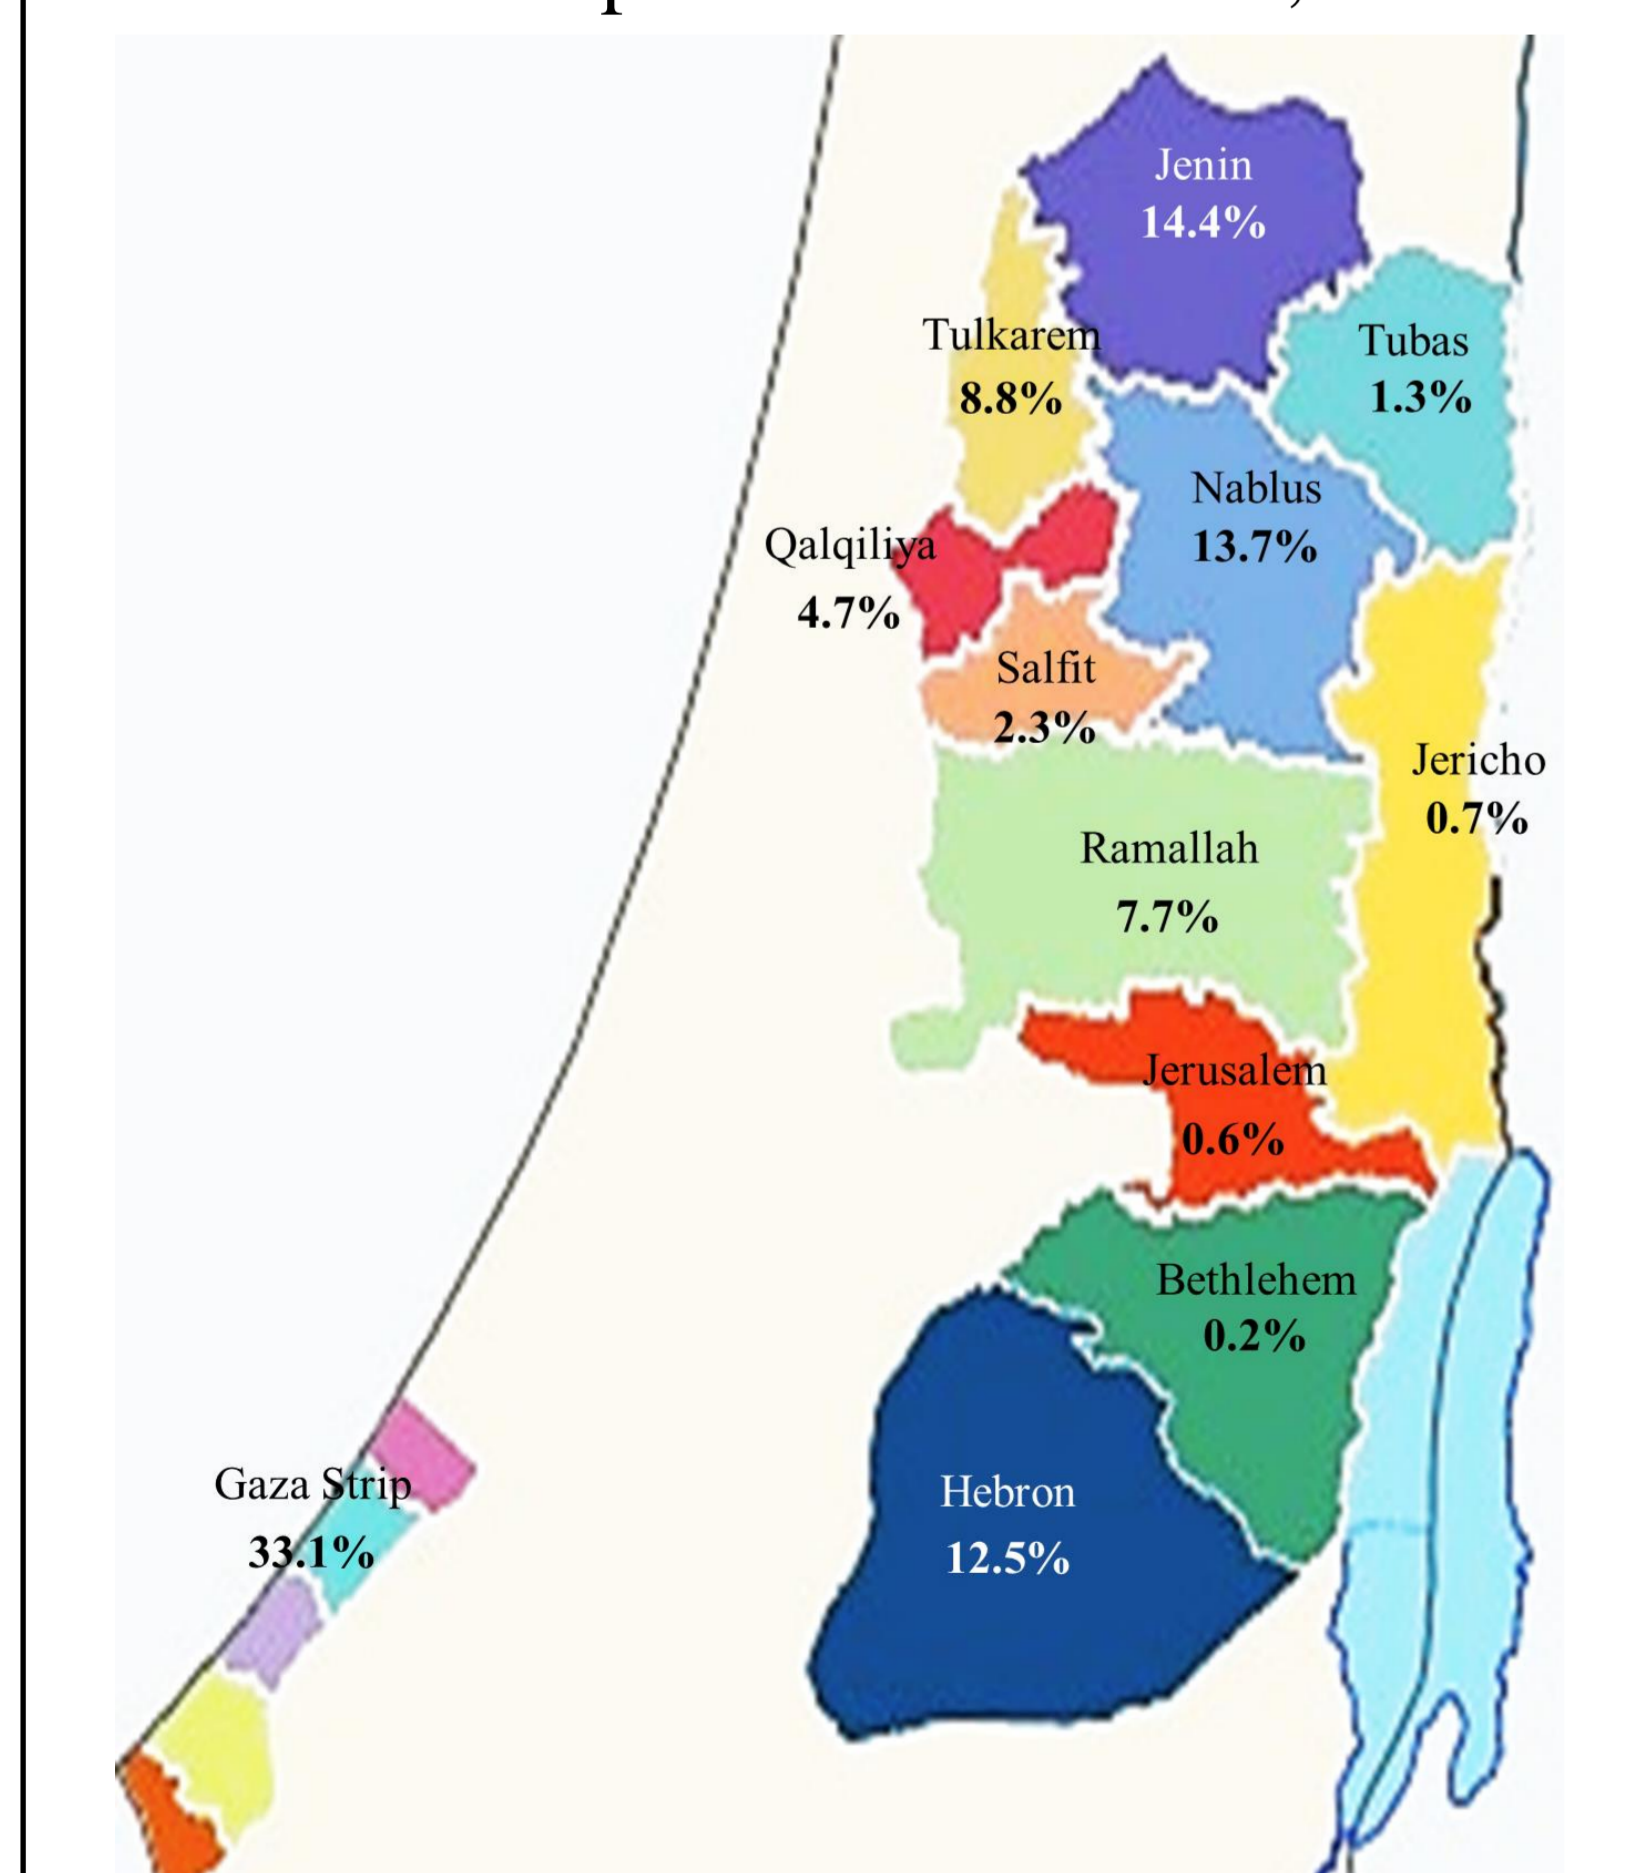 Jenin
14.4%
Tulkarem
8.8%
Tubas
1.3%
Nablus
13.7%
Qalqiliya
4.7%
Salfit
2.3%
Jericho
0.7%
Ramallah
7.7%
Jerusalem
0.6%
Bethlehem
0.2%
Gaza Strip
33.1%
Hebron
12.5%